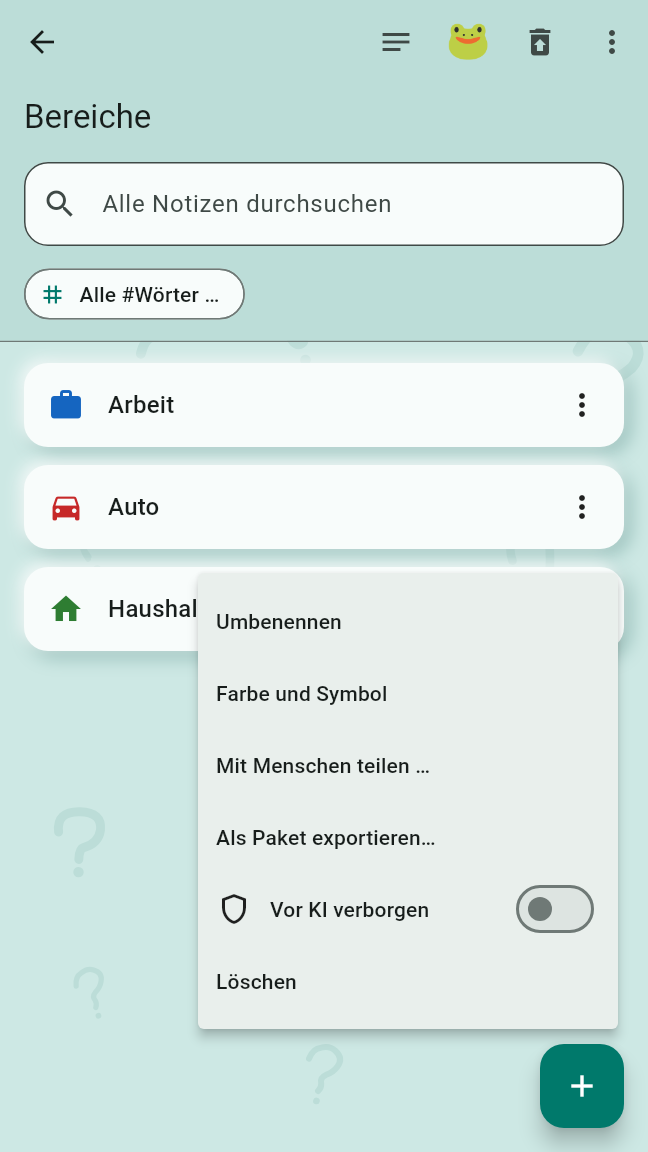 Bereiche
Alle Notizen durchsuchen
Alle #Wörter ...
Arbeit
Auto
Haushal
Umbenennen
Farbe und Symbol
Mit Menschen teilen ...
Als Paket exportieren...
Vor KI verborgen
Löschen